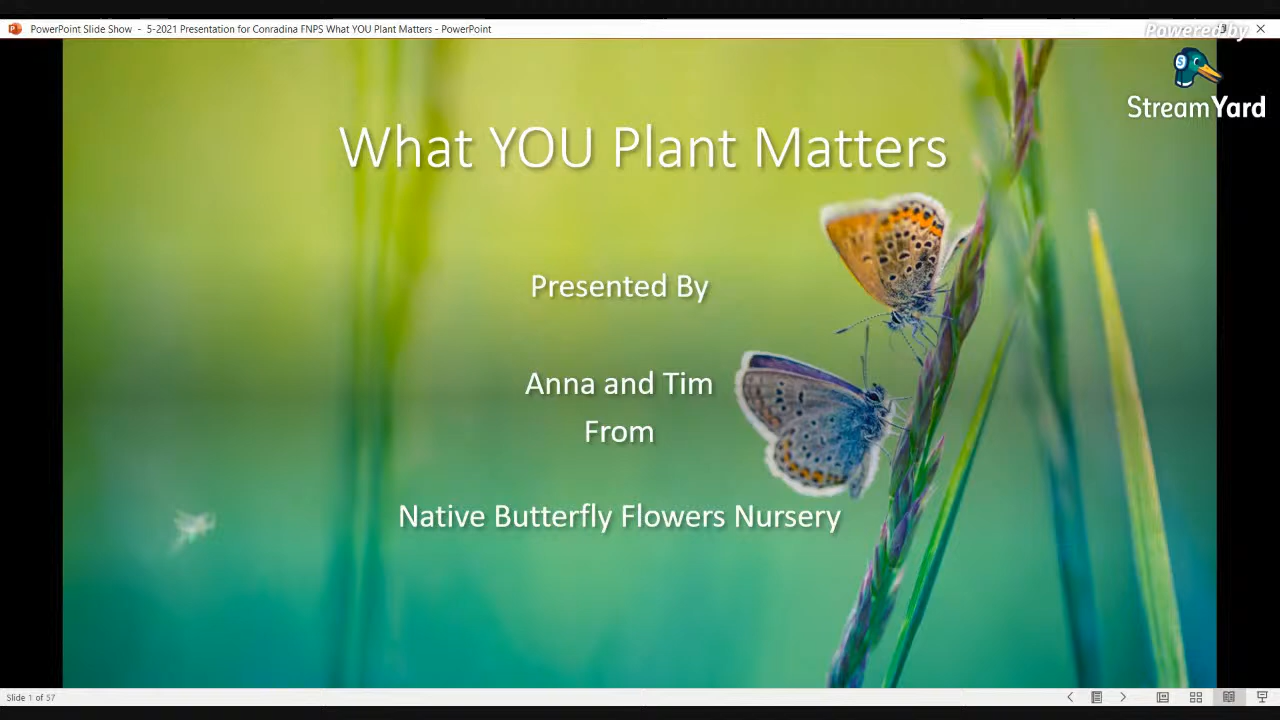 PowerPoint Slide Show - 5-2021 Presentation for Conradina FNPS What YOU Plant Matters - PowerPoint
Powered by
S
StreamYard
What YOU Plant Matters
Presented By
Anna and Tim
From
Native Butterfly Flowers Nursery
Slide 1 of 57